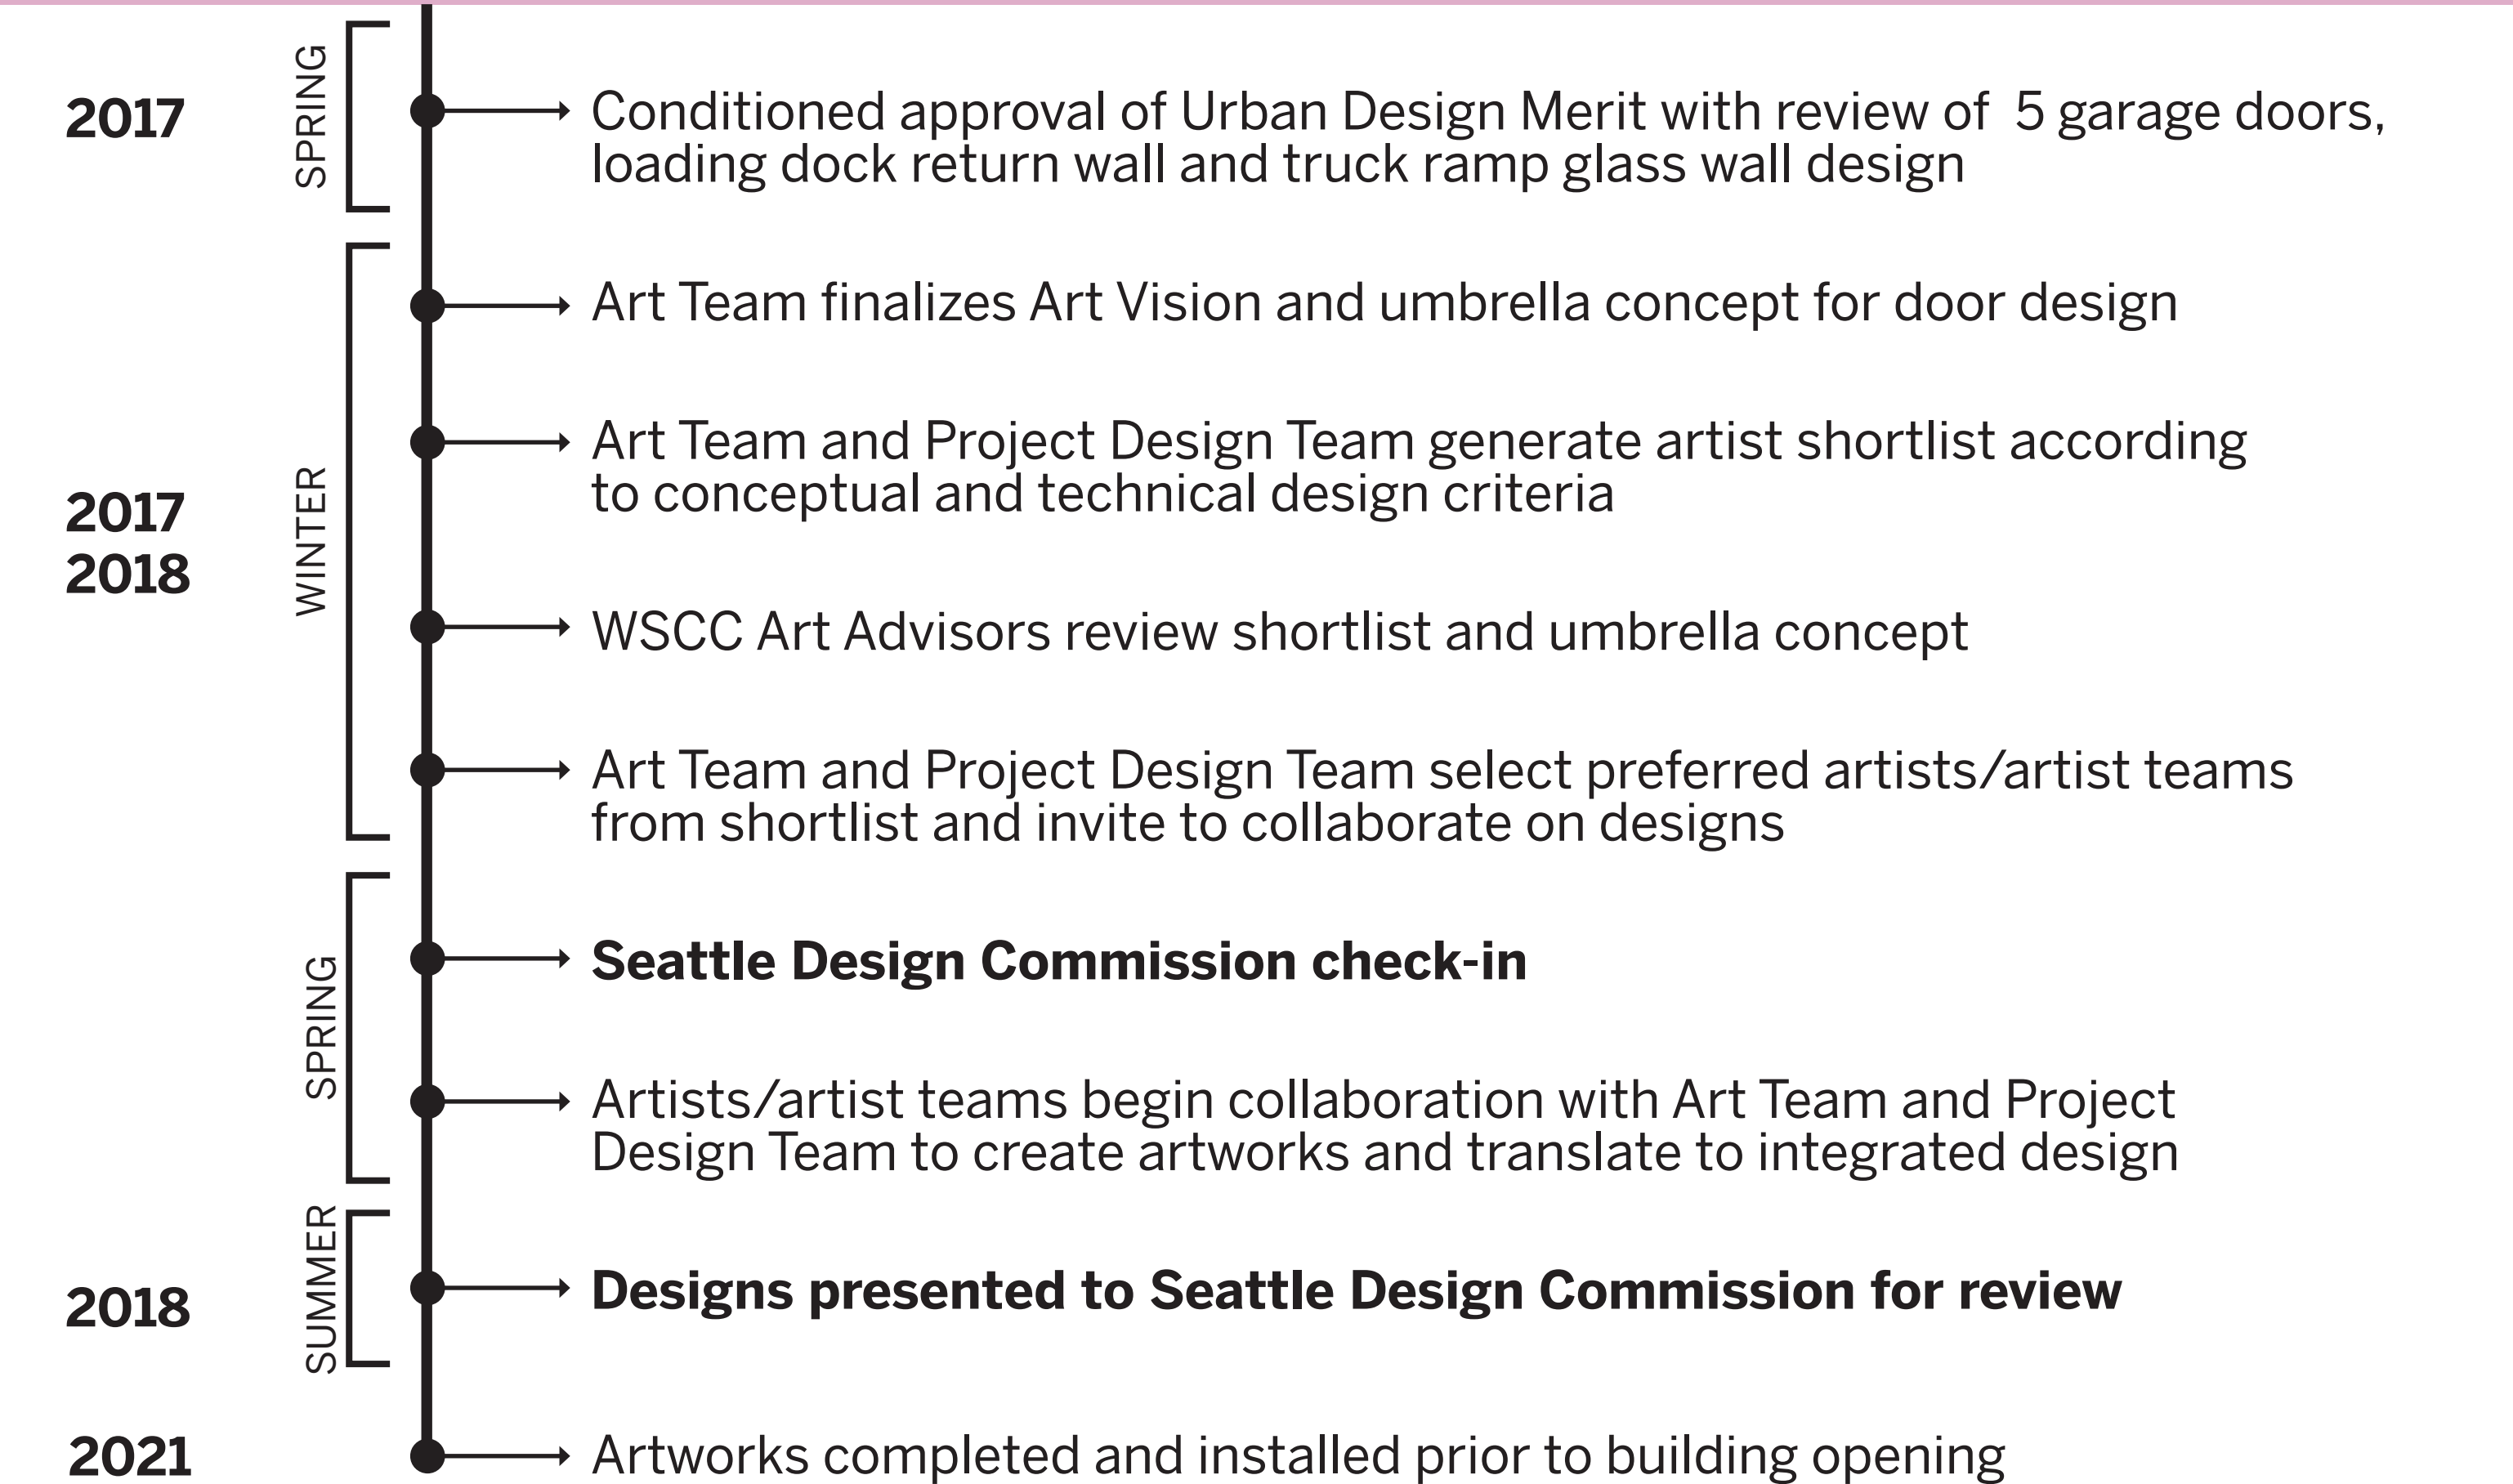 2017
SPRING
Conditioned approval of Urban Design Merit with review of  5 garage doors,
loading dock return wall and truck ramp glass wall design
2017
2018
WINTER
Art Team finalizes Art Vision and umbrella concept for door design
Art Team and Project Design Team generate artist shortlist according
to conceptual and technical design criteria
WSCC Art Advisors review shortlist and umbrella concept
Art Team and Project Design Team select preferred artists/artist teams
from shortlist and invite to collaborate on designs
SPRING
Seattle Design Commission check-in
Artists/artist teams begin collaboration with Art Team and Project
Design Team to create artworks and translate to integrated design
2018
SUMMER
Designs presented to Seattle Design Commission for review
2021
Artworks completed and installed prior to building opening